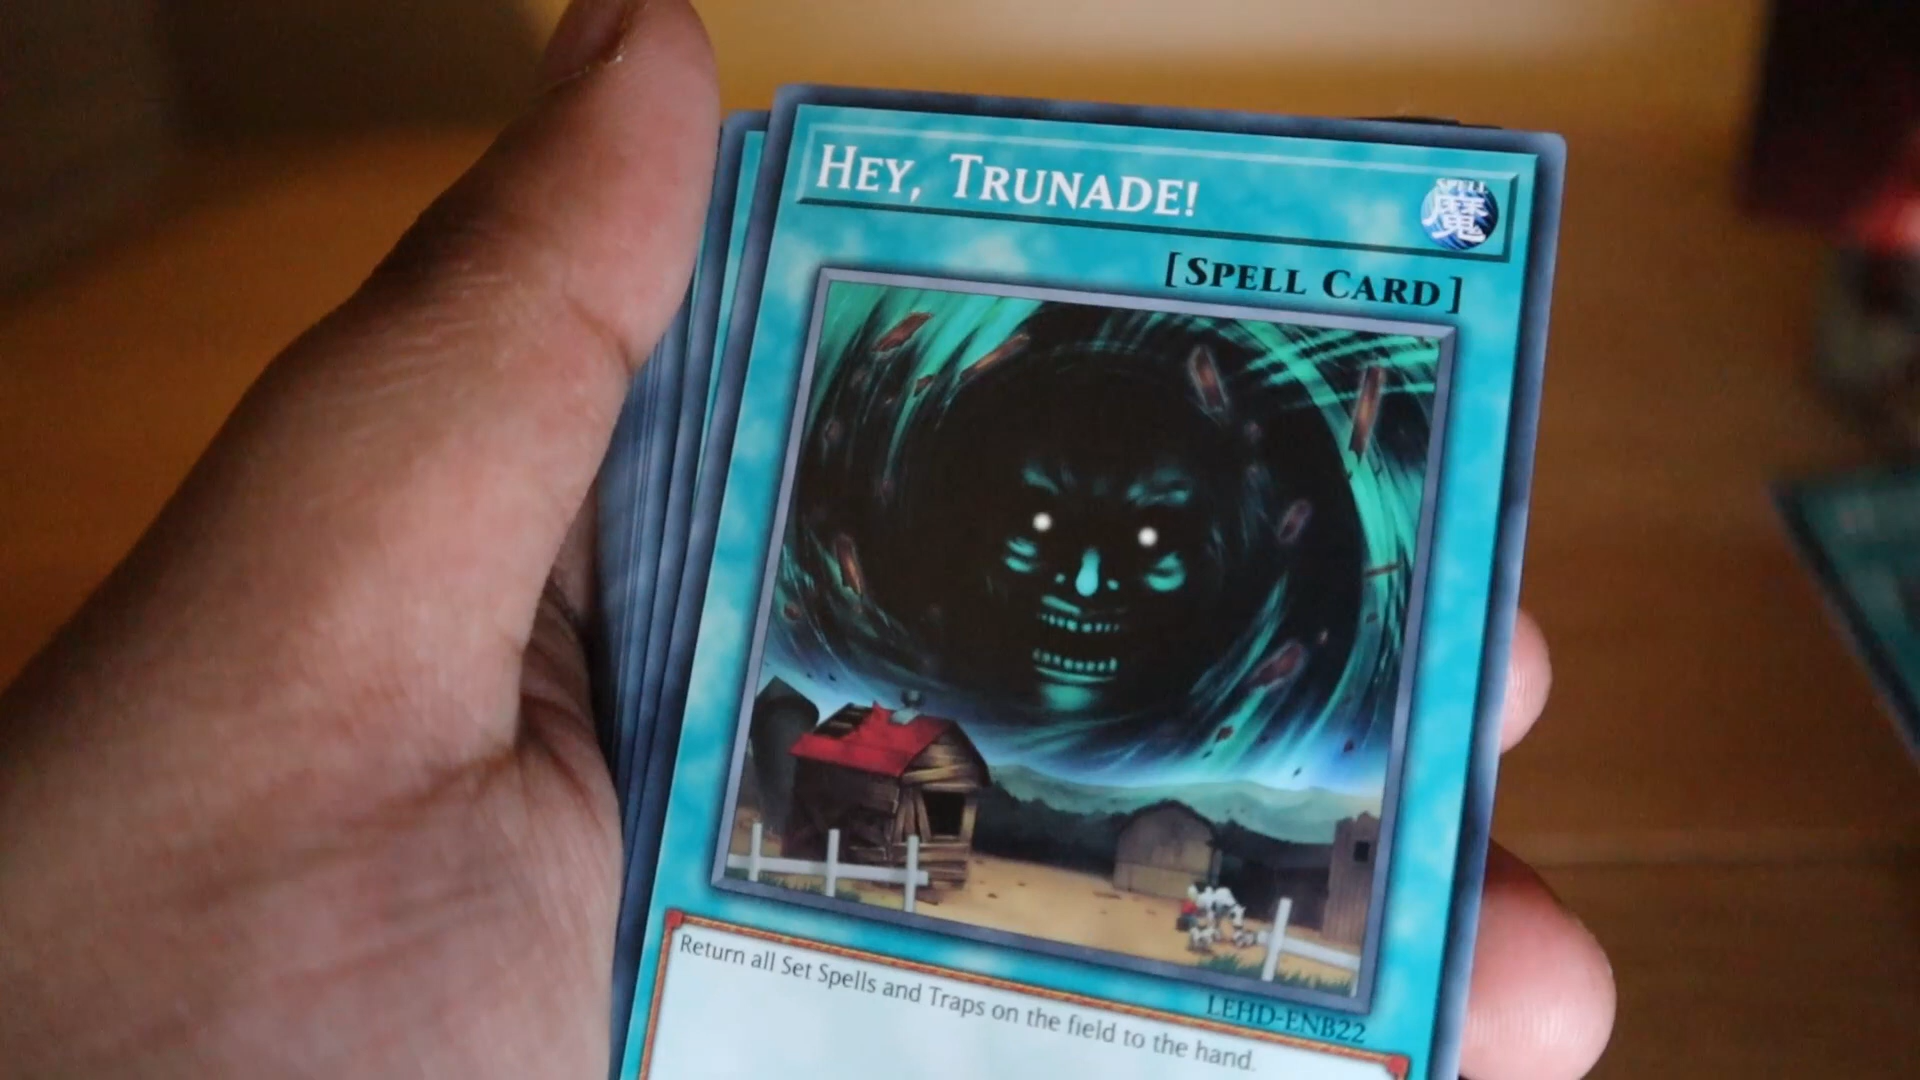 HEY, TRUNADE!
SPELL
魔
[SPELL CARD]
LEHD-ENB22
Return all Set Spells and Traps on the field to the hand.